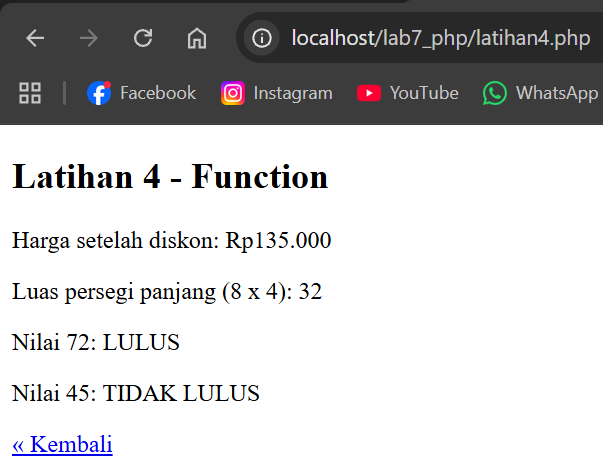 localhost/lab7_php/latihan4.php
Facebook Instagram YouTube WhatsApp
Latihan 4 - Function
Harga setelah diskon: Rp135.000
Luas persegi panjang (8 x 4): 32
Nilai 72: LULUS
Nilai 45: TIDAK LULUS
« Kembali